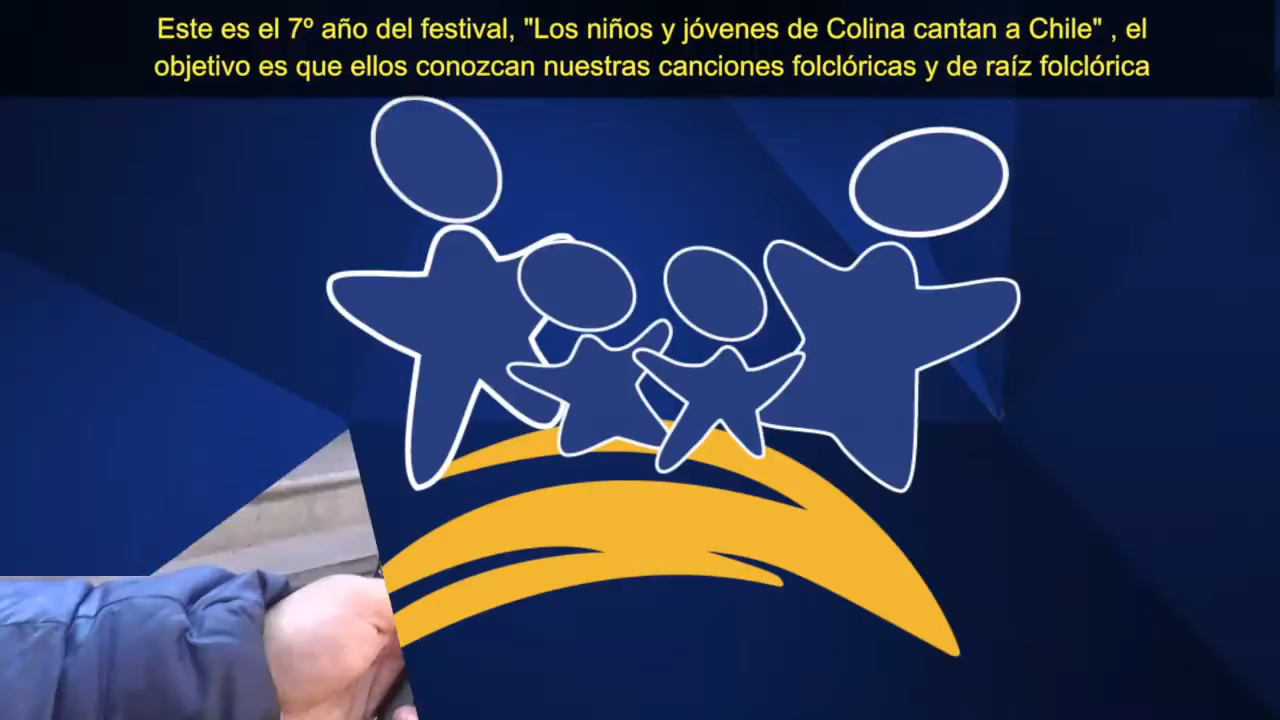 Este es el 7º año del festival, "Los niños y jóvenes de Colina cantan a Chile" , el
objetivo es que ellos conozcan nuestras canciones folclóricas y de raíz folclórica